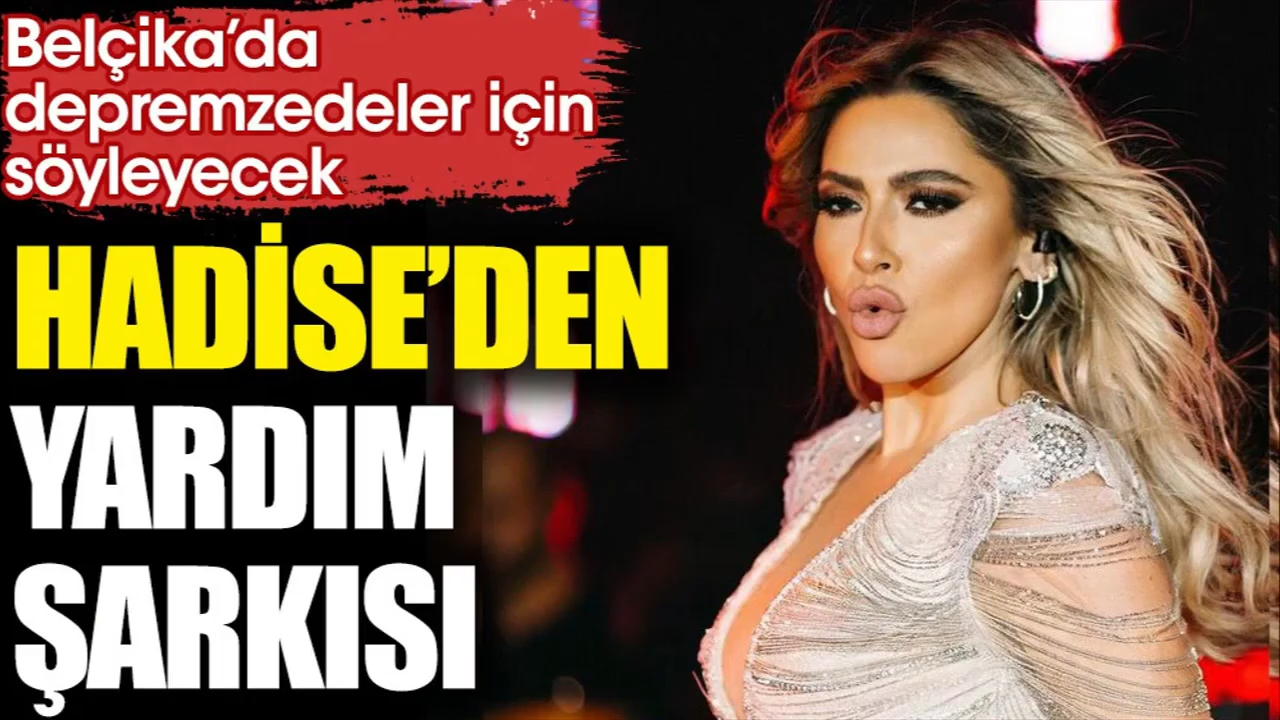 Belçika’da
depremzedeler için
söyleyecek
HADİSE’DEN
YARDIM
ŞARKISI